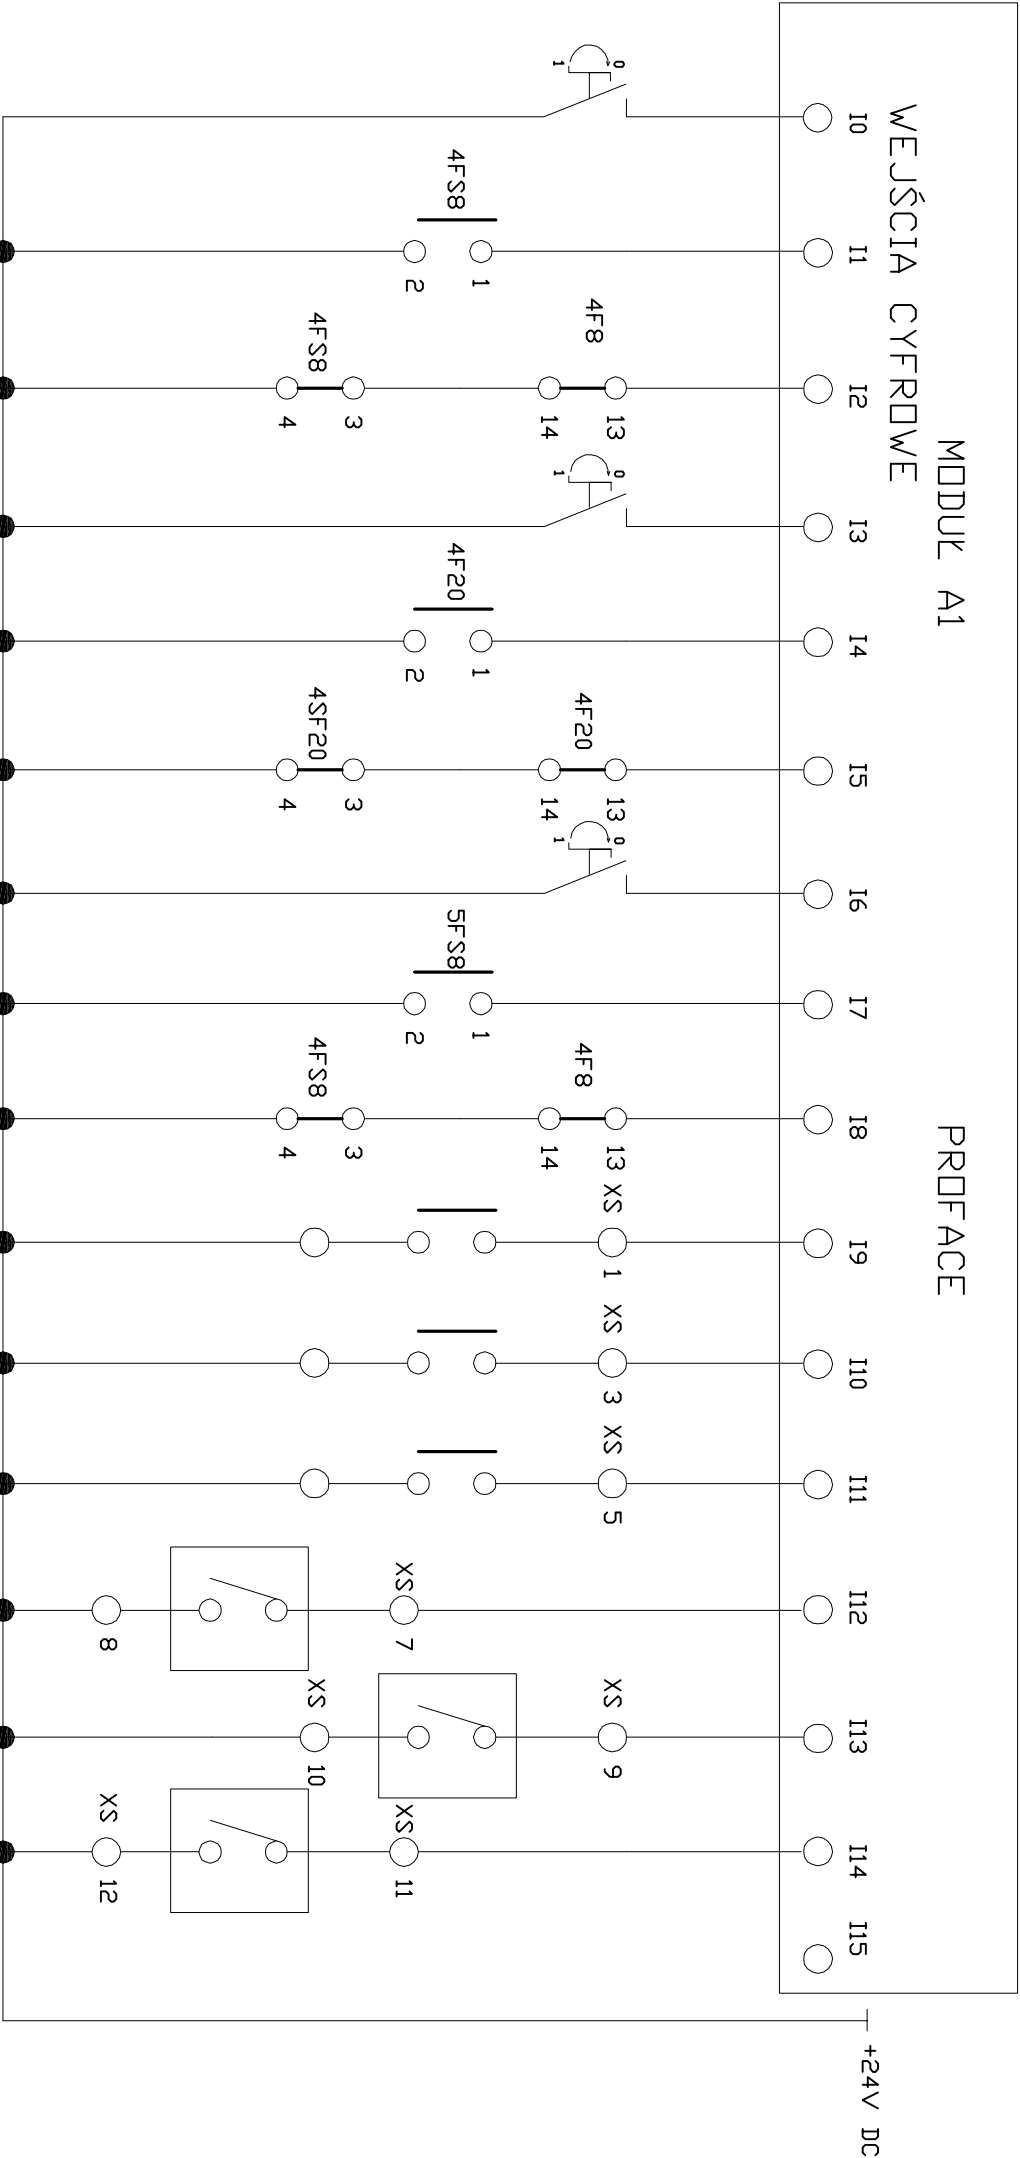 MODUŁ A1 PROFACE
WEJŚCIA CYFROWE
I0 I1 I2 I3 I4 I5 I6 I7 I8 I9 I10 I11 I12 I13 I14 I15
+24V DC
0
1
4FS8
1
2
4F8
13
14
4FS8
3
4
0
1
4F20
1
2
4F20
13
14
4SF20
3
4
0
1
5FS8
1
2
4F8
13
14
4FS8
3
4
XS
1
XS
3
XS
5
XS
7
8
XS
9
XS
10
XS
11
XS
12